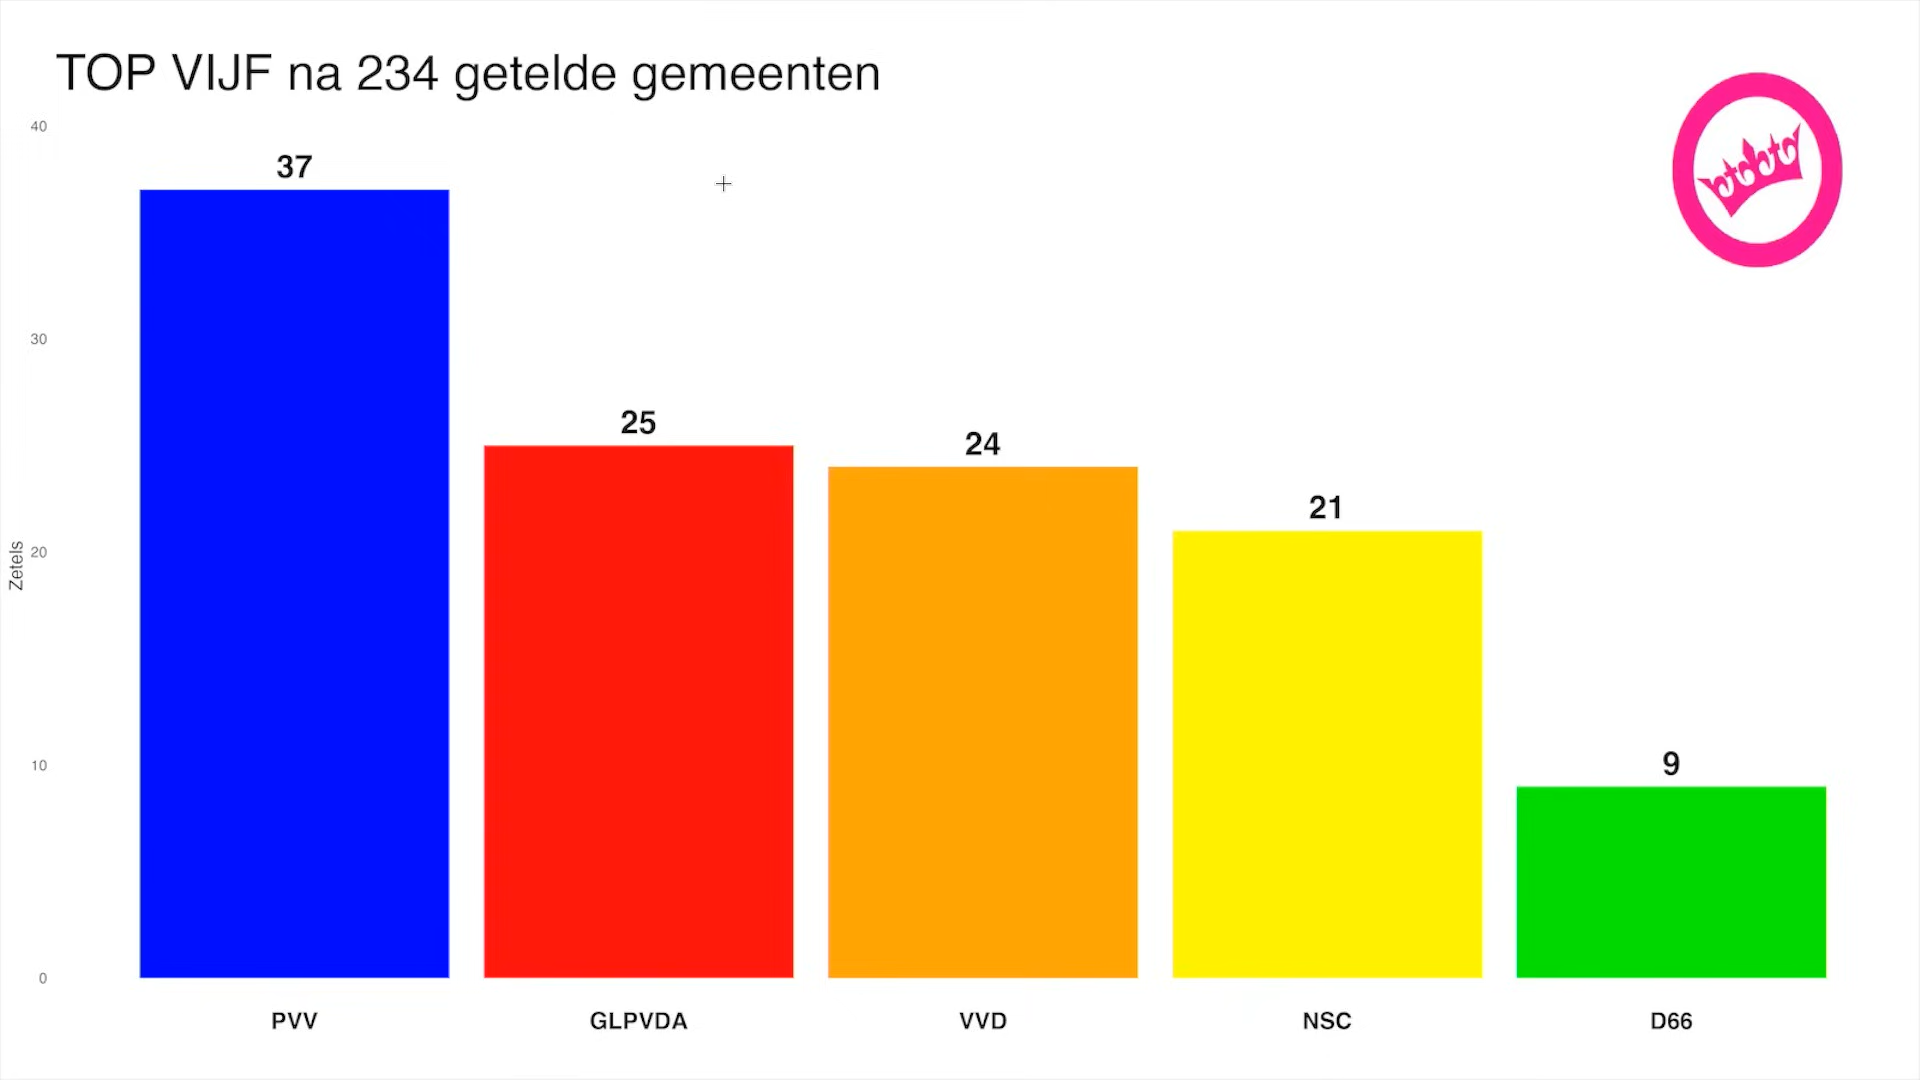 TOP VIJF na 234 getelde gemeenten
40
30
20
10
0
Zetels
37
25
24
21
9
PVV
GLPVDA
VVD
NSC
D66